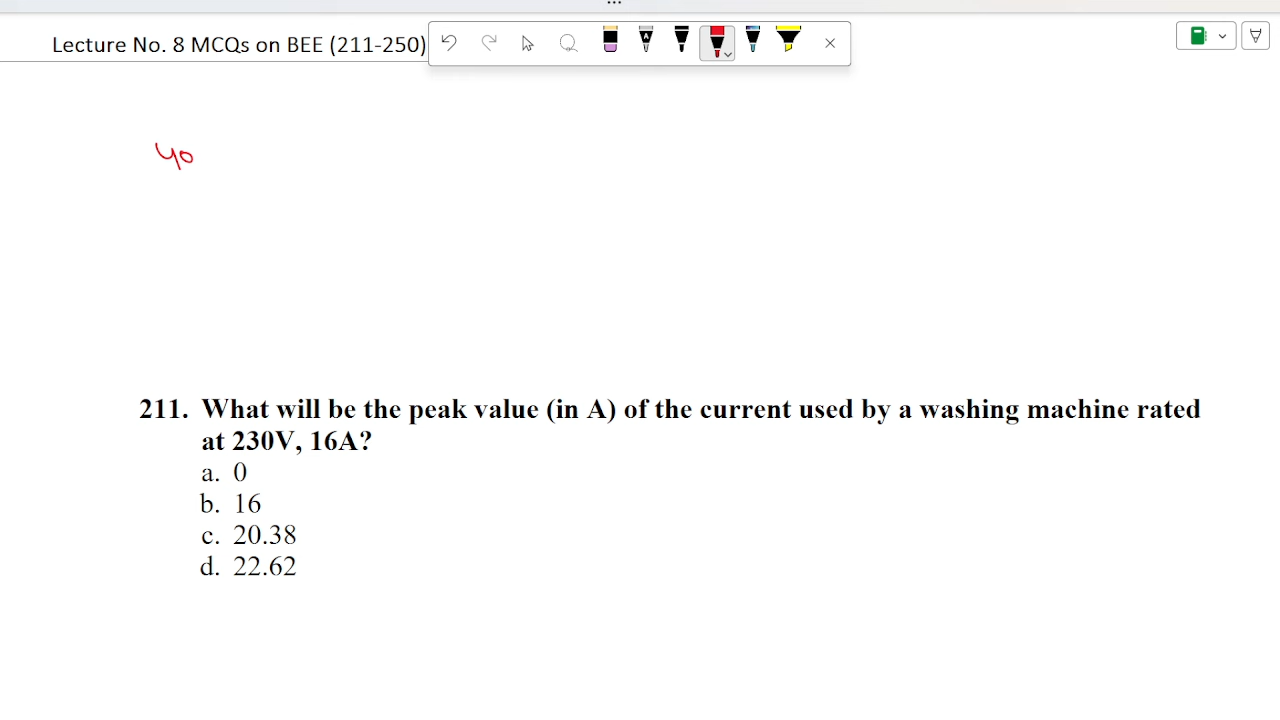 Lecture No. 8 MCQs on BEE (211-250)
40
211. What will be the peak value (in A) of the current used by a washing machine rated
at 230V, 16A?
a. 0
b. 16
c. 20.38
d. 22.62